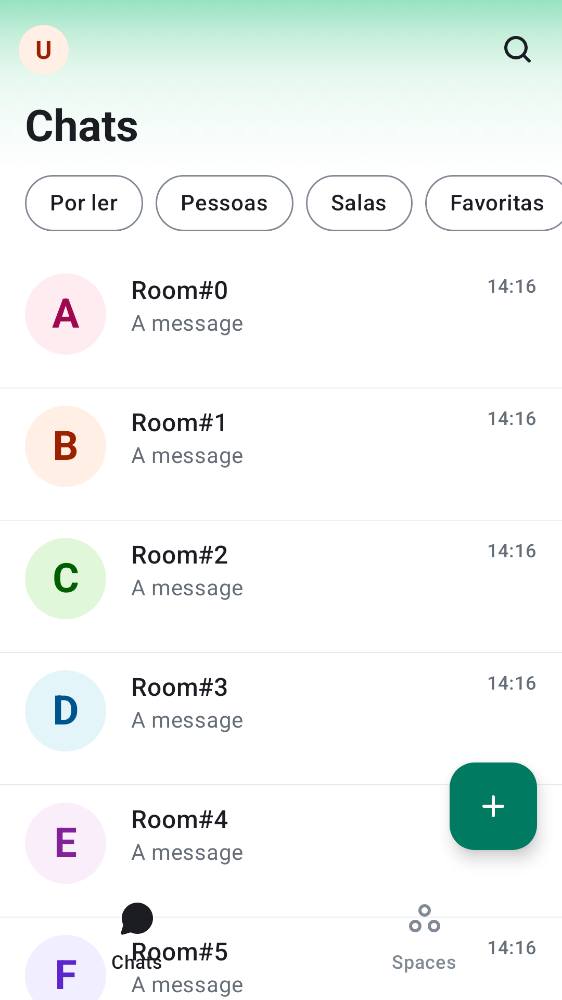 U
Chats
Por ler
Pessoas
Salas
Favoritas
A
Room#0
14:16
A message
B
Room#1
14:16
A message
C
Room#2
14:16
A message
D
Room#3
14:16
A message
E
Room#4
A message
F
Room#5
14:16
A message
Chats
Spaces